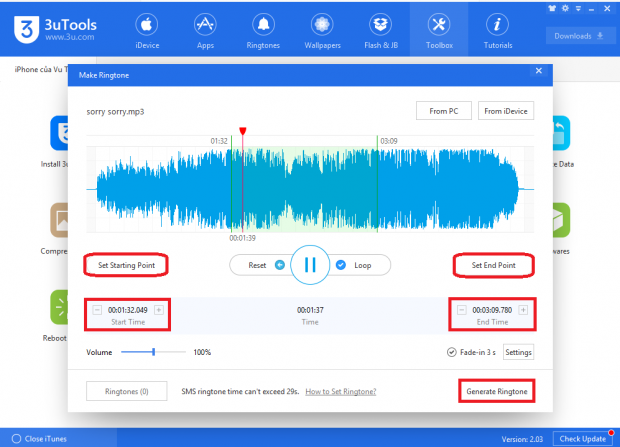 3 3uTools
www.3u.com
iDevice
Apps
Ringtones
Wallpapers
Flash & JB
Toolbox
Tutorials
Downloads
iPhone của Vu T
Make Ringtone
sorry sorry.mp3
From PC
From iDevice
01:32
03:09
00:01:39
Install 3u
e Data
Set Starting Point
Reset
Loop
Set End Point
Compre
wares
00:01:32.049
Start Time
00:01:37
Time
00:03:09.780
End Time
Reboot
Volume
100%
Fade-in 3 s
Settings
Ringtones (0)
SMS ringtone time can't exceed 29s.
How to Set Ringtone?
Generate Ringtone
Close iTunes
Version: 2.03
Check Update